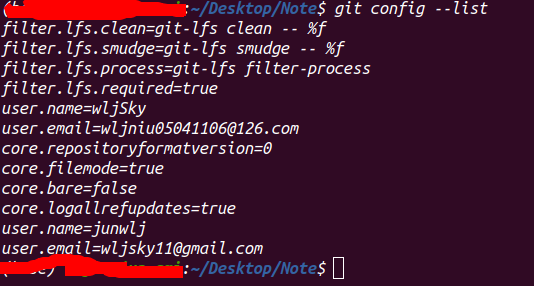 :~/Desktop/Note$ git config --list
filter.lfs.clean=git-lfs clean -- %f
filter.lfs.smudge=git-lfs smudge -- %f
filter.lfs.process=git-lfs filter-process
filter.lfs.required=true
user.name=wljSky
user.email=wljniu05041106@126.com
core.repositoryformatversion=0
core.filemode=true
core.bare=false
core.logallrefupdates=true
user.name=junwlj
user.email=wljsky11@gmail.com
:~/Desktop/Note$